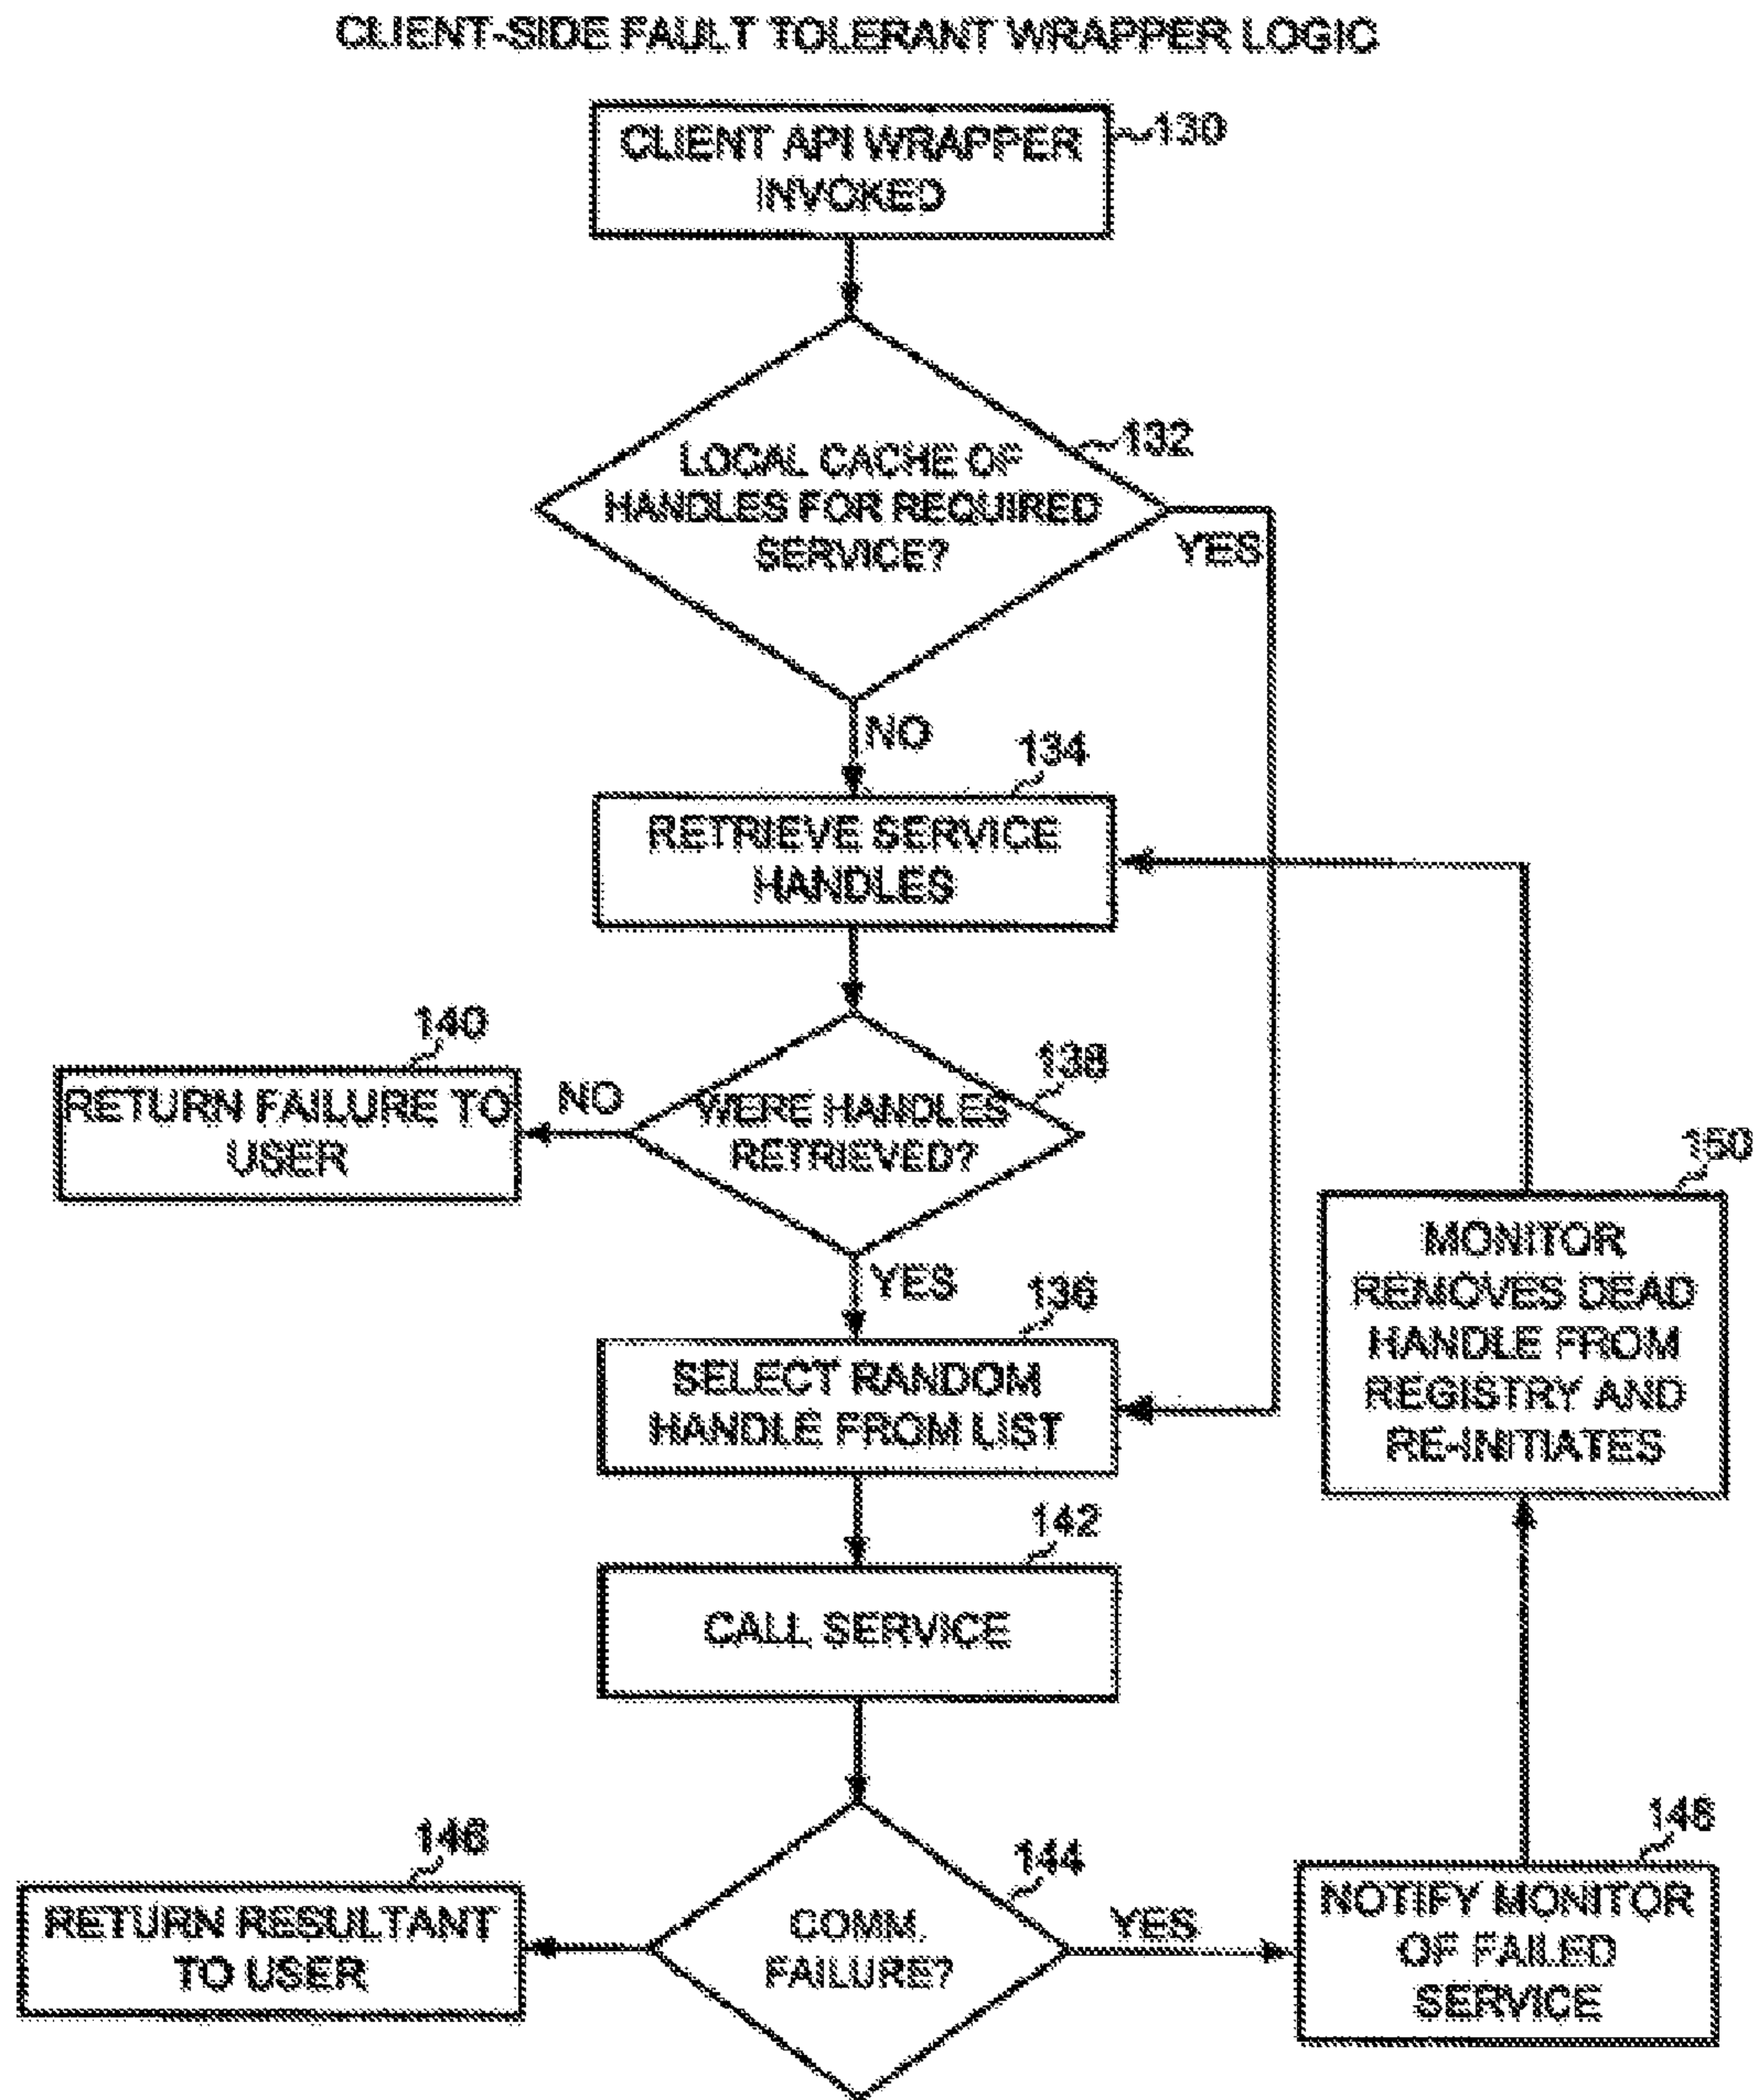 CLIENT-SIDE FAULT TOLERANT WRAPPER LOGIC
130
CLIENT API WRAPPER
INVOKED
132
LOCAL CACHE OF
HANDLES FOR REQUIRED
SERVICE?
YES
NO
134
RETRIEVE SERVICE
HANDLES
140
RETURN FAILURE TO
USER
NO
138
WERE HANDLES
RETRIEVED?
YES
150
MONITOR
REMOVES DEAD
HANDLE FROM
REGISTRY AND
RE-INITIATES
136
SELECT RANDOM
HANDLE FROM LIST
142
CALL SERVICE
146
RETURN RESULTANT
TO USER
144
COMM.
FAILURE?
YES
148
NOTIFY MONITOR
OF FAILED
SERVICE